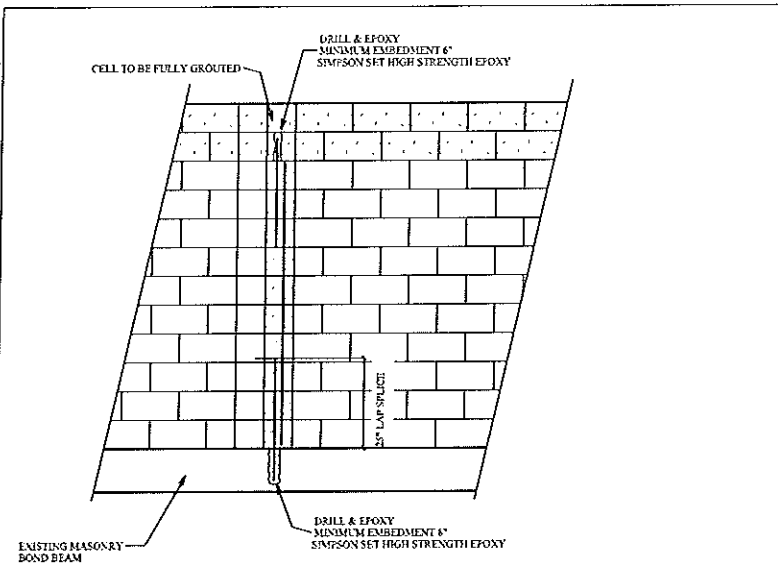 DRILL & EPOXY
MINIMUM EMBEDMENT 6"
SIMPSON SET HIGH STRENGTH EPOXY
CELL TO BE FULLY GROUTED
25" LAP SPLICE
DRILL & EPOXY
MINIMUM EMBEDMENT 6"
SIMPSON SET HIGH STRENGTH EPOXY
EXISTING MASONRY
BOND BEAM